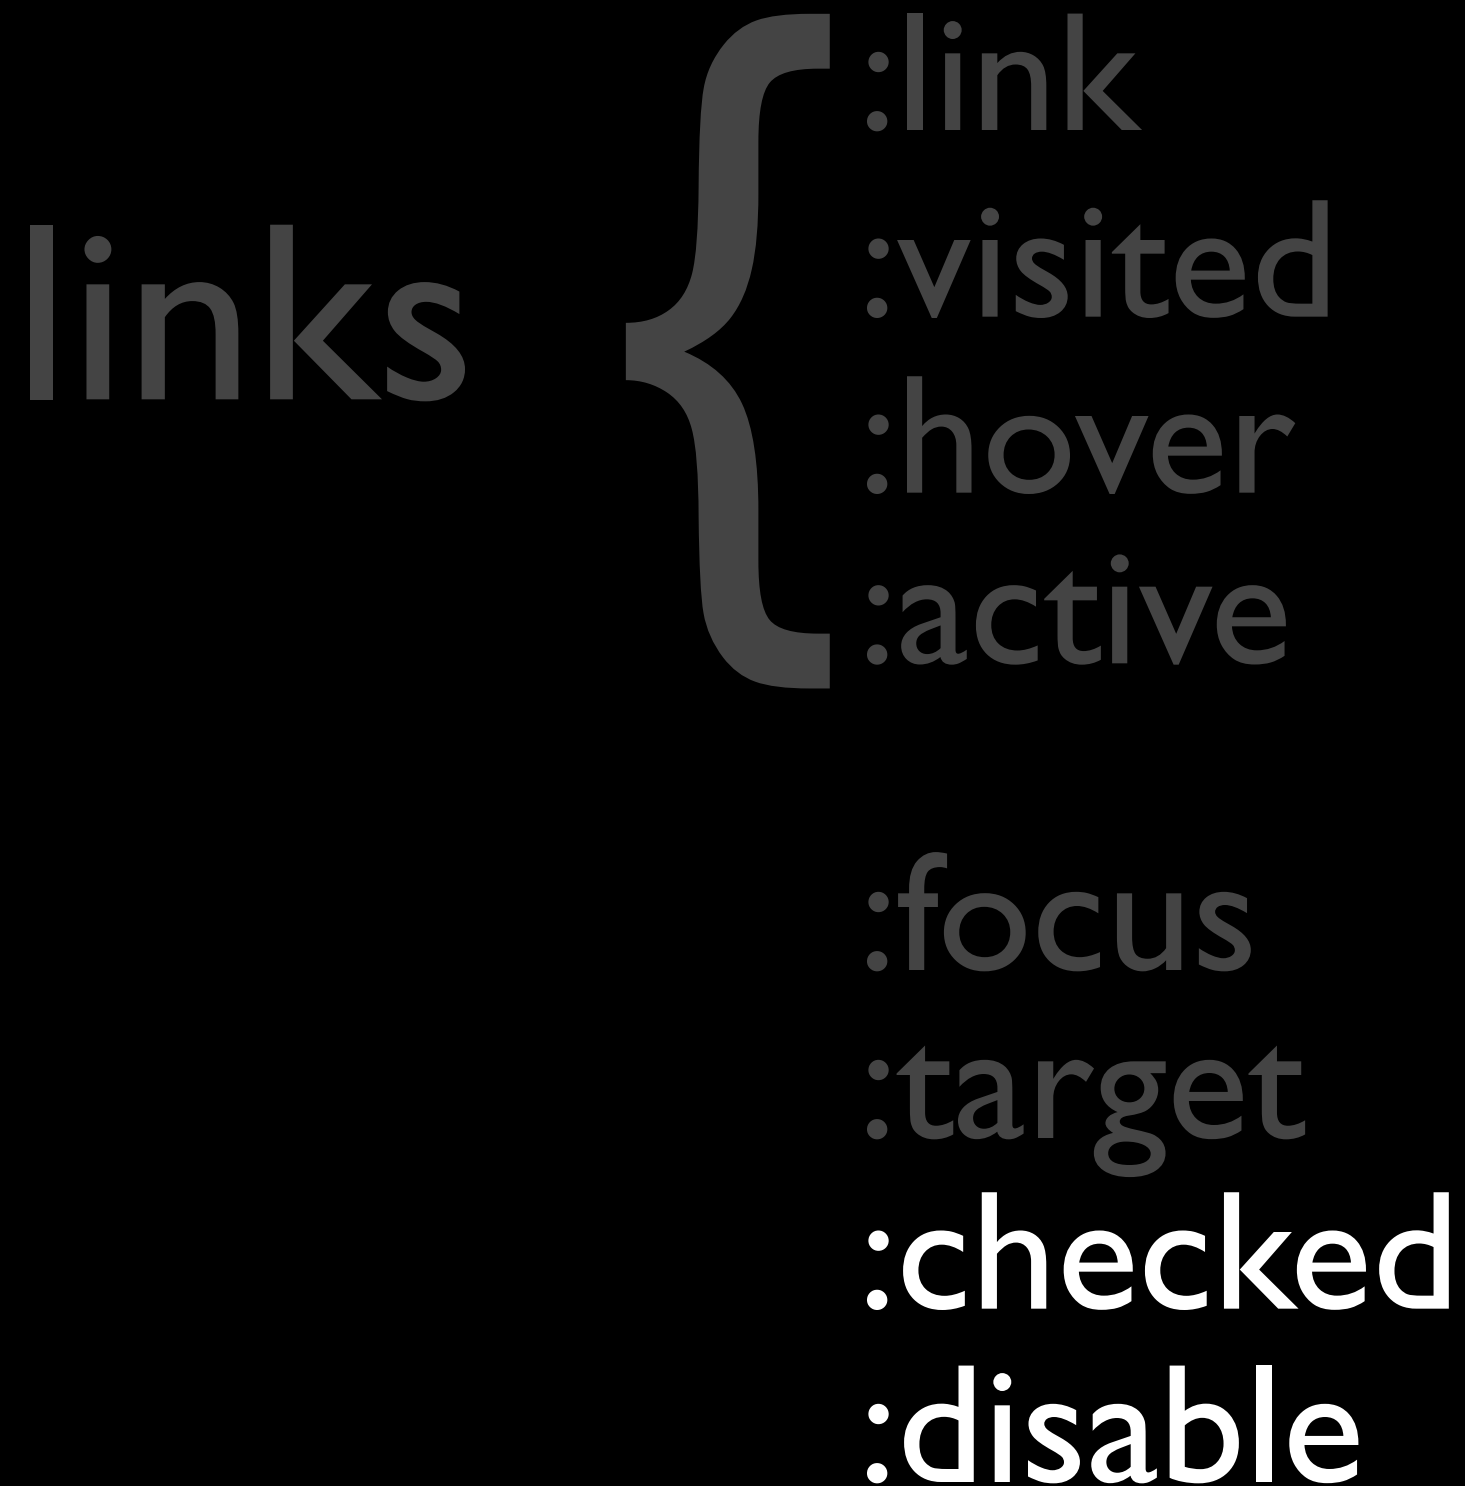 links {
:link
:visited
:hover
:active
:focus
:target
:checked
:disable